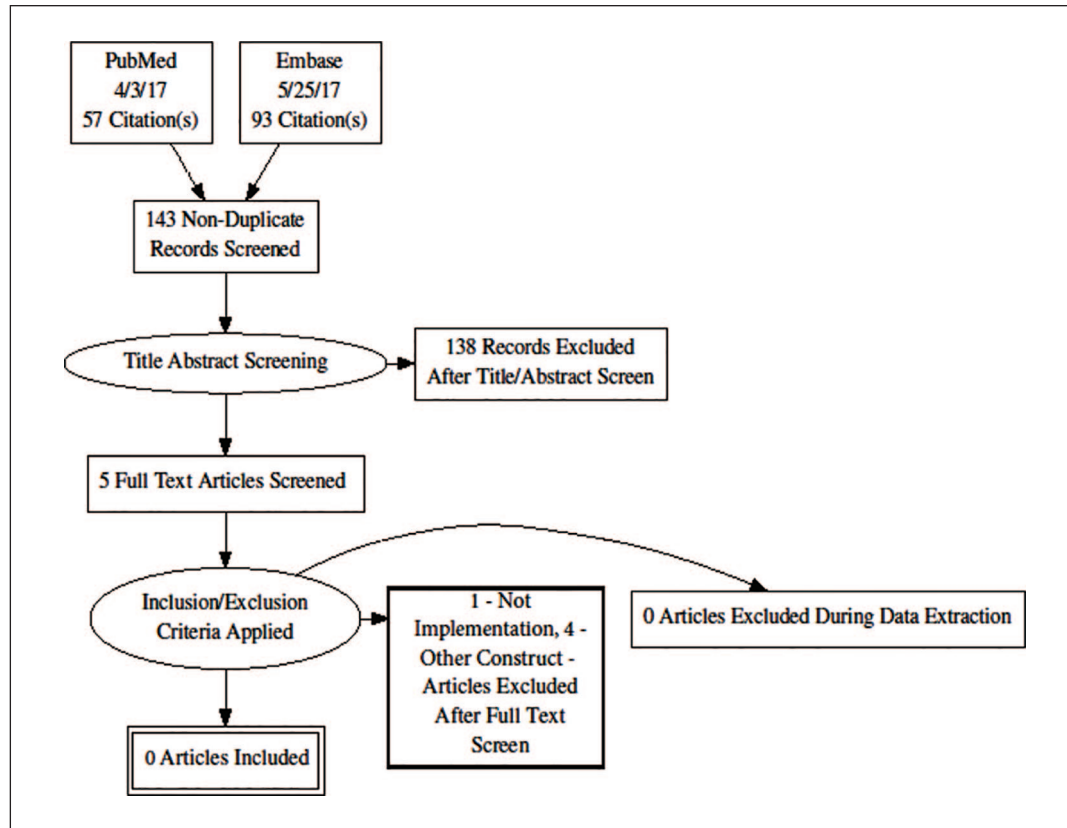 PubMed
4/3/17
57 Citation(s)
Embase
5/25/17
93 Citation(s)
143 Non-Duplicate
Records Screened
Title Abstract Screening
138 Records Excluded
After Title/Abstract Screen
5 Full Text Articles Screened
Inclusion/Exclusion
Criteria Applied
1 - Not
Implementation, 4 -
Other Construct -
Articles Excluded
After Full Text
Screen
0 Articles Excluded During Data Extraction
0 Articles Included